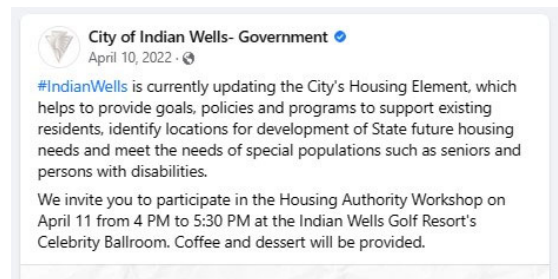 City of Indian Wells- Government
April 10, 2022 ·
#IndianWells is currently updating the City's Housing Element, which
helps to provide goals, policies and programs to support existing
residents, identify locations for development of State future housing
needs and meet the needs of special populations such as seniors and
persons with disabilities.
We invite you to participate in the Housing Authority Workshop on
April 11 from 4 PM to 5:30 PM at the Indian Wells Golf Resort's
Celebrity Ballroom. Coffee and dessert will be provided.